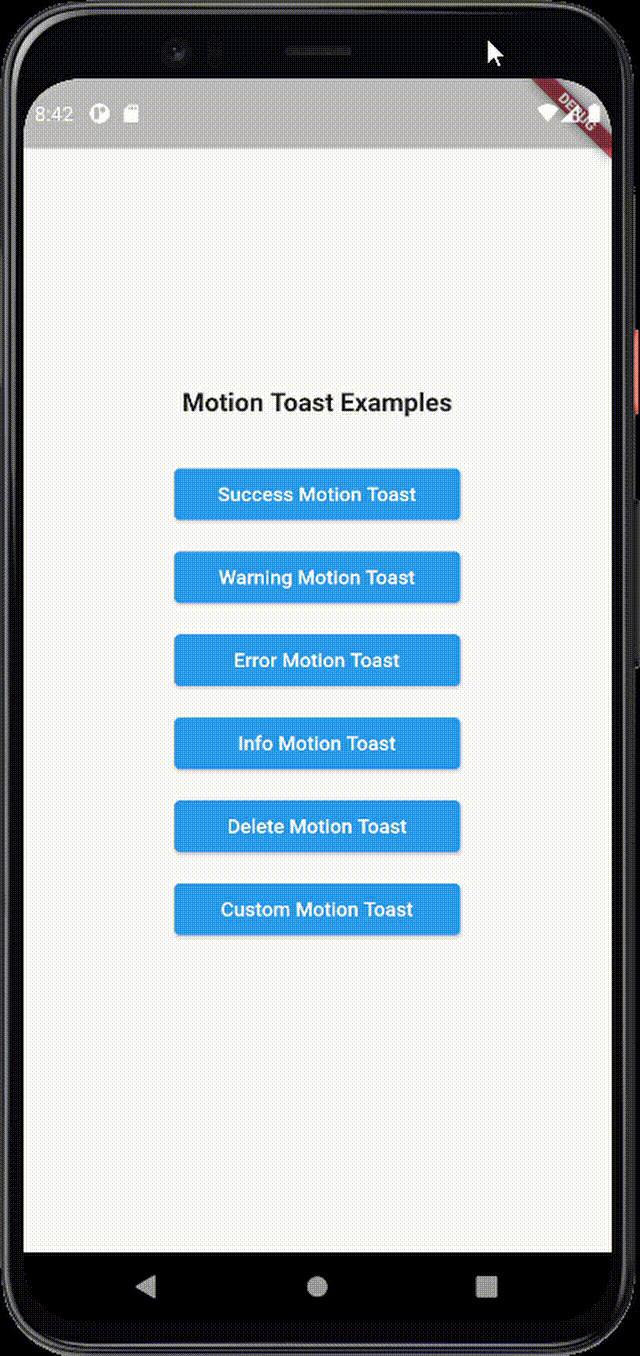 8:42
DEBUG
Motion Toast Examples
Success Motion Toast
Warning Motion Toast
Error Motion Toast
Info Motion Toast
Delete Motion Toast
Custom Motion Toast